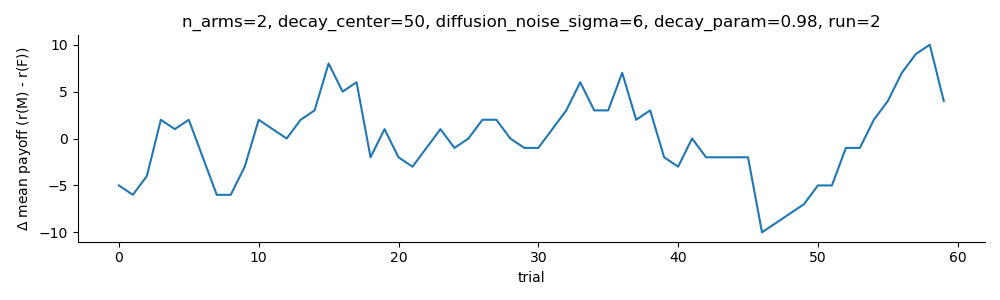 n_arms=2, decay_center=50, diffusion_noise_sigma=6, decay_param=0.98, run=2
Δ mean payoff (r(M) - r(F))
10
5
0
−5
−10
0 10 20 30 40 50 60
trial